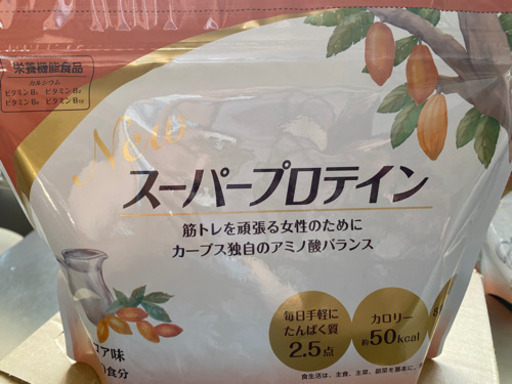 栄養機能食品
カルシウム
ビタミンB₁ ビタミンB₂
ビタミンB₆ ビタミンB₁₂
New
スーパープロテイン
筋トレを頑張る女性のために
カーブス独自のアミノ酸バランス
ココア味
食分
毎日手軽に
たんぱく質
2.5点
カロリー
約50kcal
食生活は、主食、主菜、副菜を基本に、